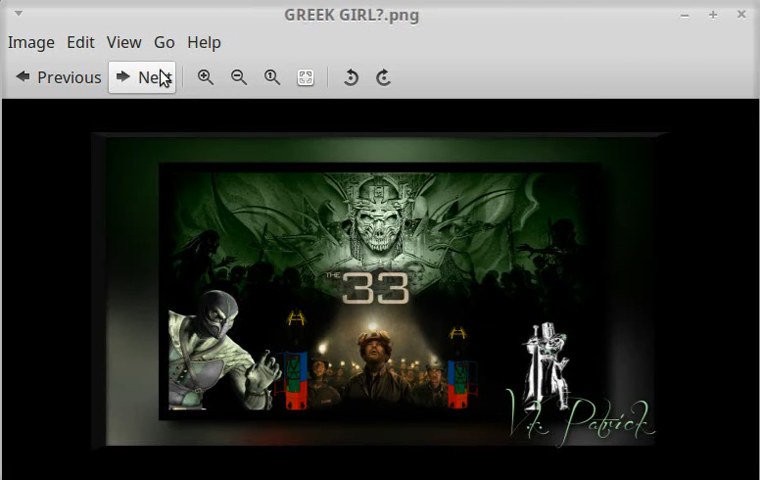 GREEK GIRL?.png
Image Edit View Go Help
Previous Next
THE
33
V.t. Patrick